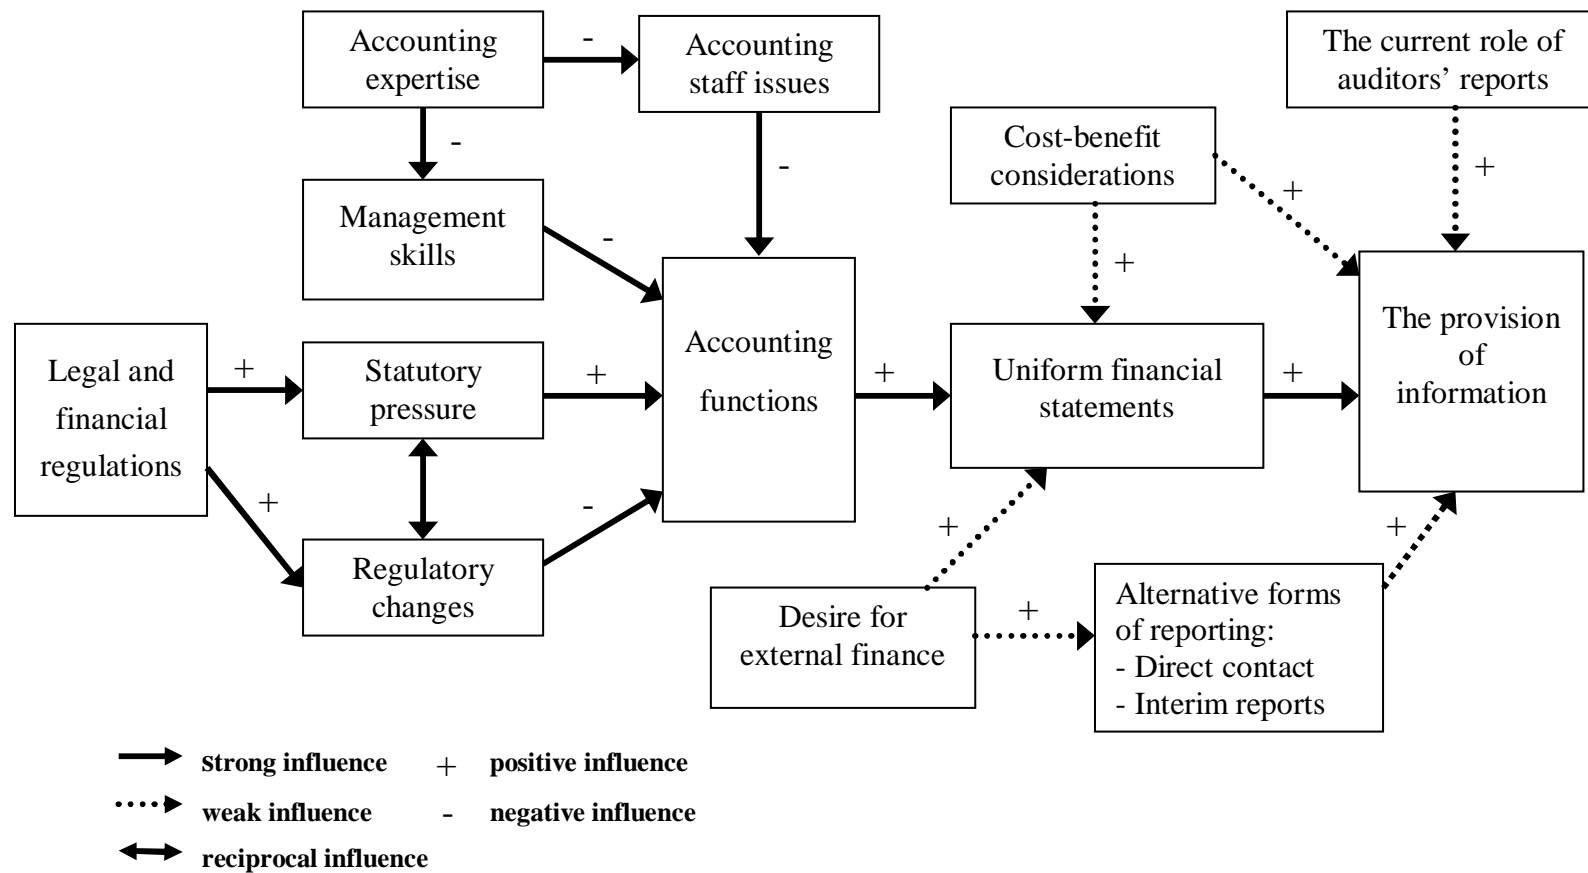 Accounting
expertise
-
Accounting
staff issues
The current role of
auditors' reports
-
-
Cost-benefit
considerations
+
+
+
Management
skills
-
Legal and
financial
regulations
+
+
Statutory
pressure
+
Regulatory
changes
-
Accounting
functions
+
Uniform financial
statements
+
The provision
of
information
+
+
+
Desire for
external finance
Alternative forms
of reporting:
- Direct contact
- Interim reports
strong influence + positive influence
weak influence - negative influence
reciprocal influence